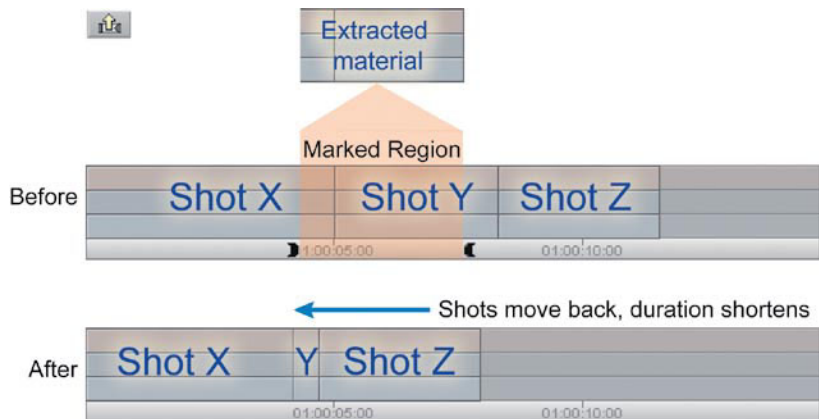 Extracted
material
Marked Region
Before
Shot X
Shot Y
Shot Z
1:00:05:00
01:00:10:00
Shots move back, duration shortens
After
Shot X
Y
Shot Z
01:00:05:00
01:00:10:00